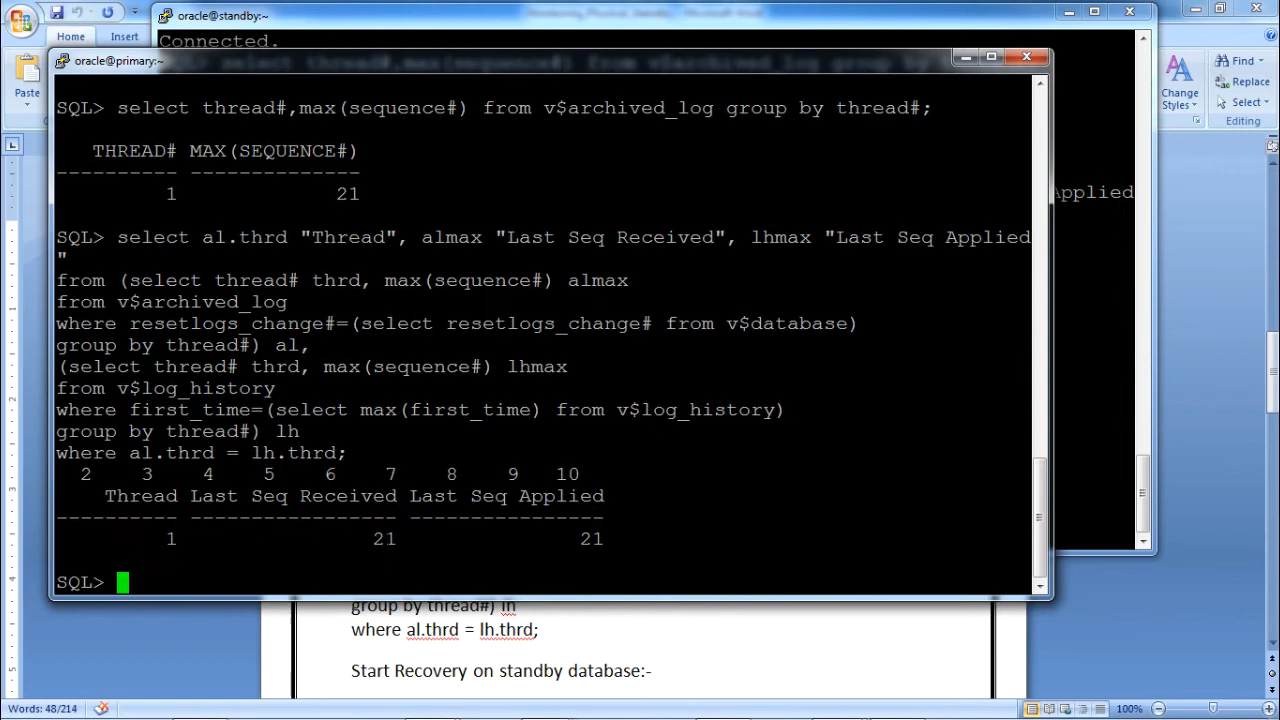 oracle@standby:~
Home Insert
Connected.
oracle@primary:~
Paste
SQL> select thread#,max(sequence#) from v$archived_log group by thread#;
THREAD# MAX(SEQUENCE#)
---------- --------------
1 21
SQL> select al.thrd "Thread", almax "Last Seq Received", lhmax "Last Seq Applied
"
from (select thread# thrd, max(sequence#) almax
from v$archived_log
where resetlogs_change#=(select resetlogs_change# from v$database)
group by thread#) al,
(select thread# thrd, max(sequence#) lhmax
from v$log_history
where first_time=(select max(first_time) from v$log_history)
group by thread#) lh
where al.thrd = lh.thrd;
2 3 4 5 6 7 8 9 10
Thread Last Seq Received Last Seq Applied
---------- ----------------- ----------------
1 21 21
SQL>
Applied
Find
Replace
Select
Change
Styles
Editing
group by thread#) lh
where al.thrd = lh.thrd;
Start Recovery on standby database:-
Words: 48/214
100%